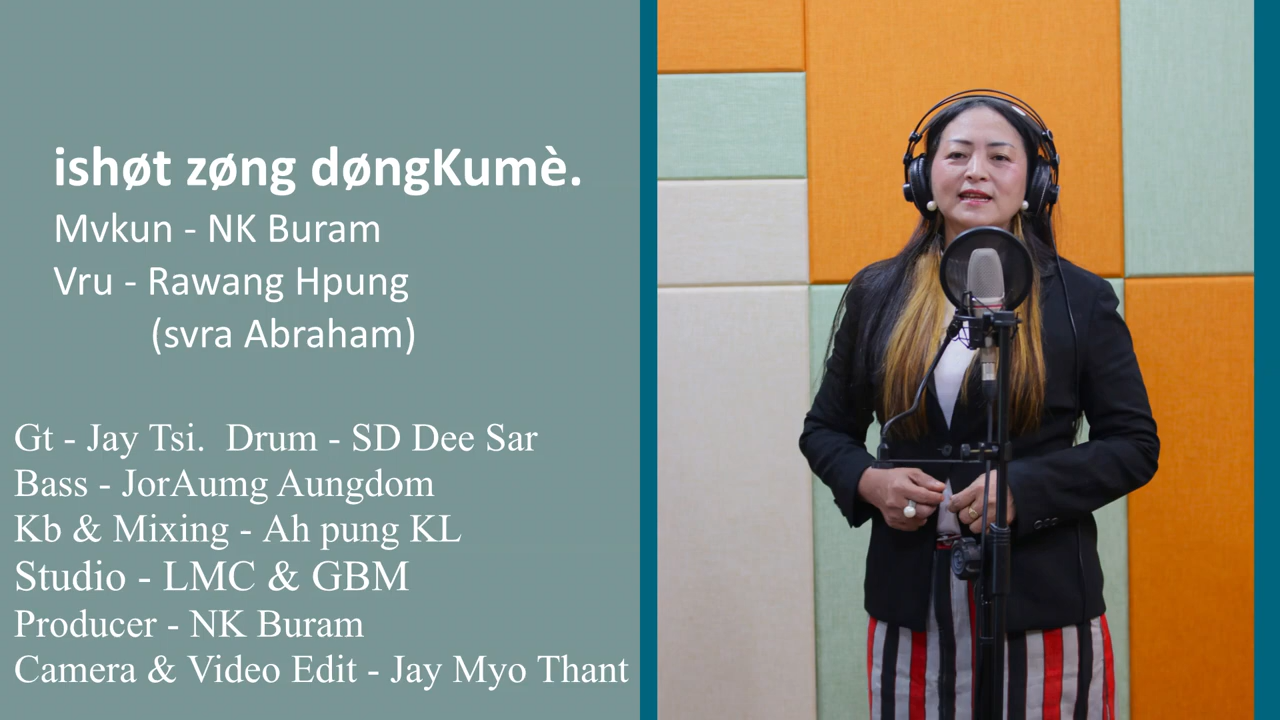 ishøt zøng døngKumè.
Mvkun - NK Buram
Vru - Rawang Hpung
(svra Abraham)
Gt - Jay Tsi.  Drum - SD Dee Sar
Bass - JorAumg Aungdom
Kb & Mixing - Ah pung KL
Studio - LMC & GBM
Producer - NK Buram
Camera & Video Edit - Jay Myo Thant